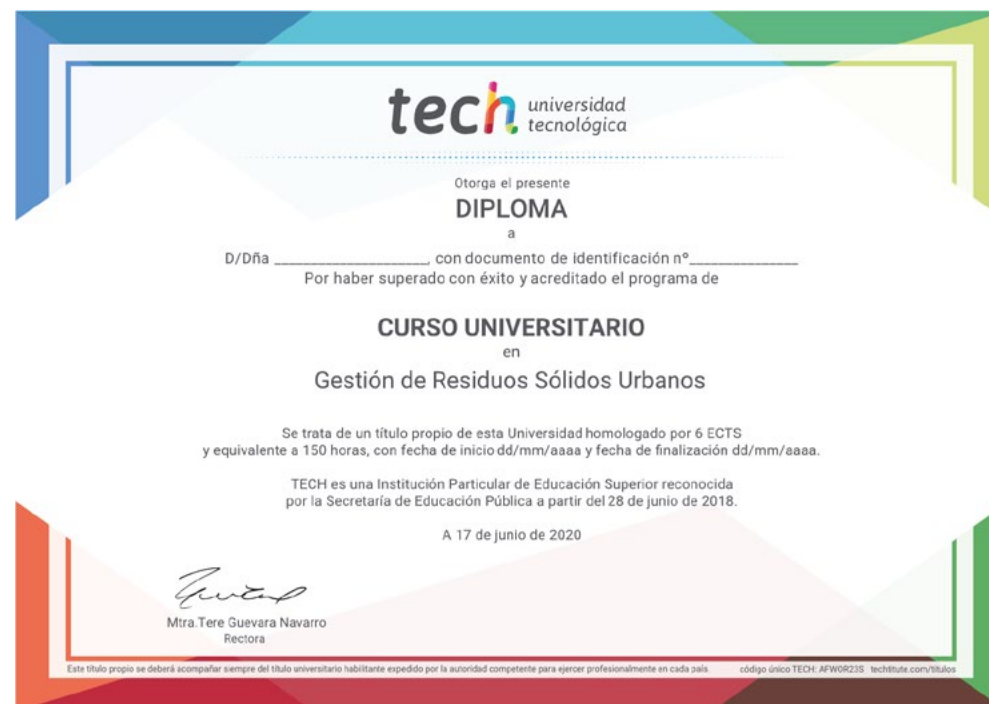 tech universidad
tecnológica
Otorga el presente
DIPLOMA
a
D/Dña ______________________, con documento de identificación nº_______________
Por haber superado con éxito y acreditado el programa de
CURSO UNIVERSITARIO
en
Gestión de Residuos Sólidos Urbanos
Se trata de un título propio de esta Universidad homologado por 6 ECTS
y equivalente a 150 horas, con fecha de inicio dd/mm/aaaa y fecha de finalización dd/mm/aaaa.
TECH es una Institución Particular de Educación Superior reconocida
por la Secretaría de Educación Pública a partir del 28 de junio de 2018.
A 17 de junio de 2020
Mtra.Tere Guevara Navarro
Rectora
Este título propio se deberá acompañar siempre del título universitario habilitante expedido por la autoridad competente para ejercer profesionalmente en cada país. código único TECH: AFWOR23S techtitute.com/titulos